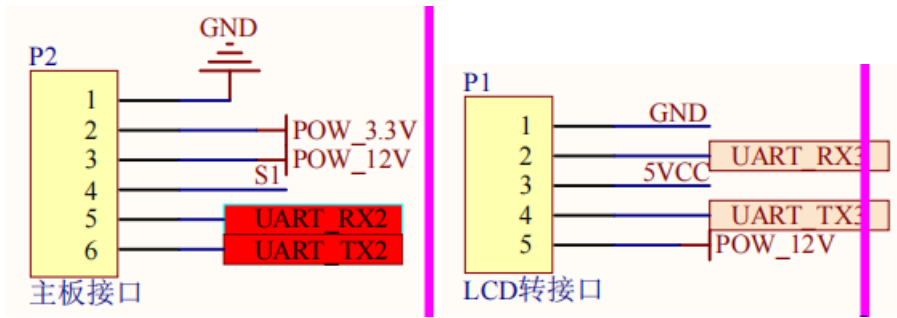 GND
P2
1
2
POW_3.3V
3
POW_12V
4
S1
5
UART_RX2
6
UART_TX2
主板接口
P1
1
GND
2
UART_RX3
3
5VCC
4
UART_TX3
5
POW_12V
LCD转接口